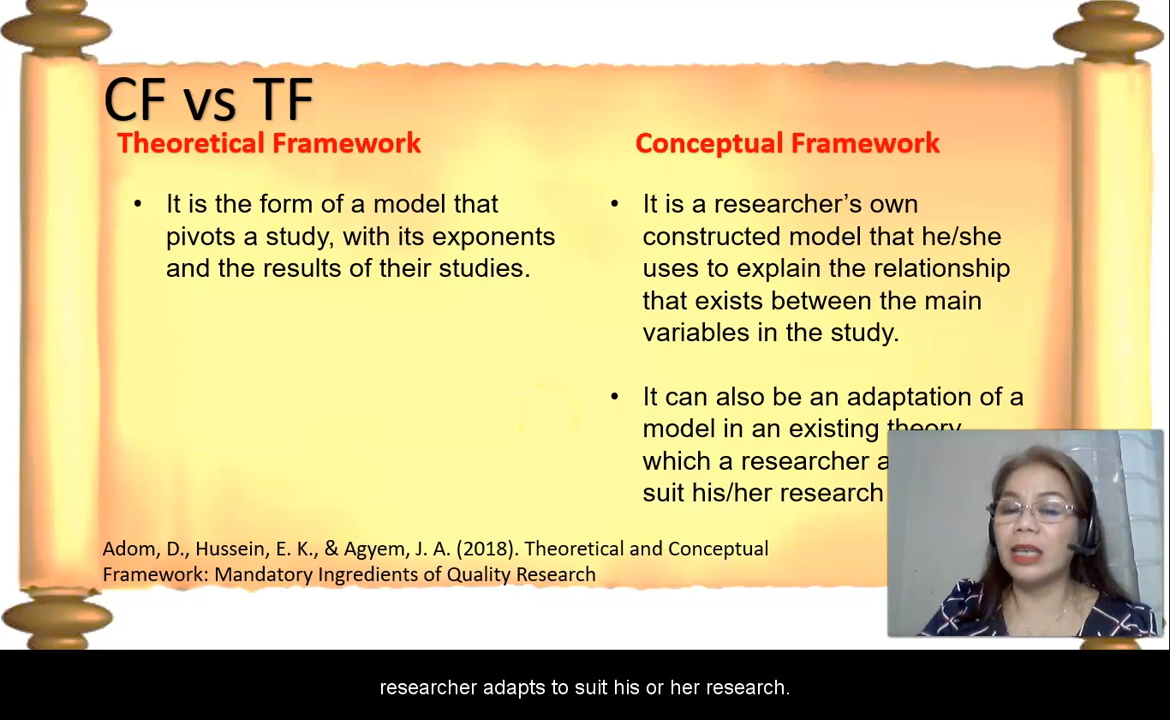 CF vs TF
Theoretical Framework
• It is the form of a model that
pivots a study, with its exponents
and the results of their studies.
Conceptual Framework
• It is a researcher’s own
constructed model that he/she
uses to explain the relationship
that exists between the main
variables in the study.
• It can also be an adaptation of a
model in an existing theory
which a researcher
suit his/her research
Adom, D., Hussein, E. K., & Agyem, J. A. (2018). Theoretical and Conceptual
Framework: Mandatory Ingredients of Quality Research
researcher adapts to suit his or her research.